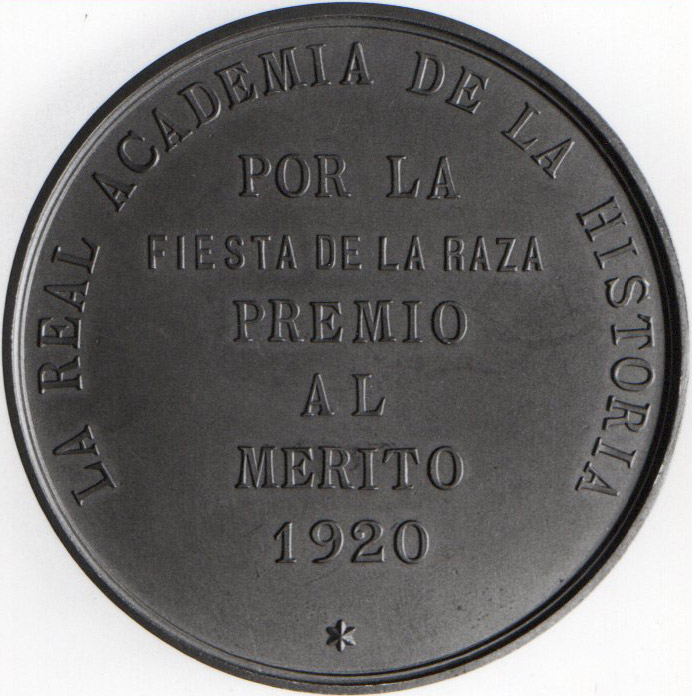 LA REAL ACADEMIA DE LA HISTORIA
POR LA
FIESTA DE LA RAZA
PREMIO
AL
MERITO
1920